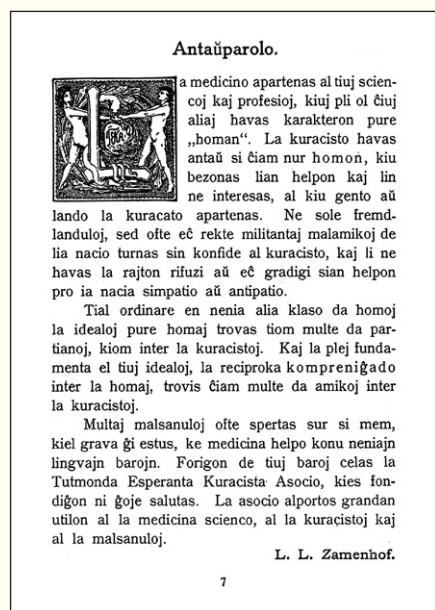 Antaŭparolo.
La medicino apartenas al tiuj scien-
coj kaj profesioj, kiuj pli ol ĉiuj
aliaj havas karakteron pure
„homan“. La kuracisto havas
antaŭ si ĉiam nur homon, kiu
bezonas lian helpon kaj lin
ne interesas, al kiu gento aŭ
lando la kuracato apartenas. Ne sole fremd-
landuloj, sed ofte eĉ rekte militantaj malamikoj de
lia nacio turnas sin konfide al kuracisto, kaj li ne
havas la rajton rifuzi aŭ eĉ gradigi sian helpon
pro ia nacia simpatio aŭ antipatio.
Tial ordinare en nenia alia klaso da homoj
la idealoj pure homaj trovas tiom multe da par-
tianoj, kiom inter la kuracistoj. Kaj la plej funda-
menta el tiuj idealoj, la reciproka kompreniĝado
inter la homaj, trovis ĉiam multe da amikoj inter
la kuracistoj.
Multaj malsanuloj ofte spertas sur si mem,
kiel grava ĝi estus, ke medicina helpo konu neniajn
lingvajn barojn. Forigon de tiuj baroj celas la
Tutmonda Esperanta Kuracista Asocio, kies fon-
diĝon ni ĝoje salutas. La asocio alportos grandan
utilon al la medicina scienco, al la kuracistoj kaj
al la malsanuloj.
L. L. Zamenhof.
7